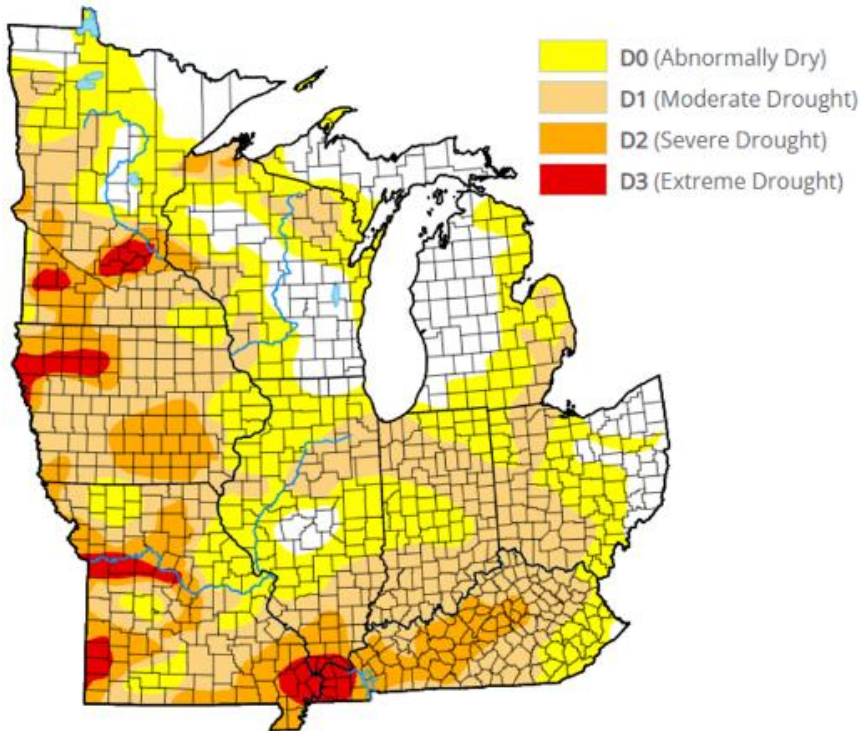 D0 (Abnormally Dry)
D1 (Moderate Drought)
D2 (Severe Drought)
D3 (Extreme Drought)